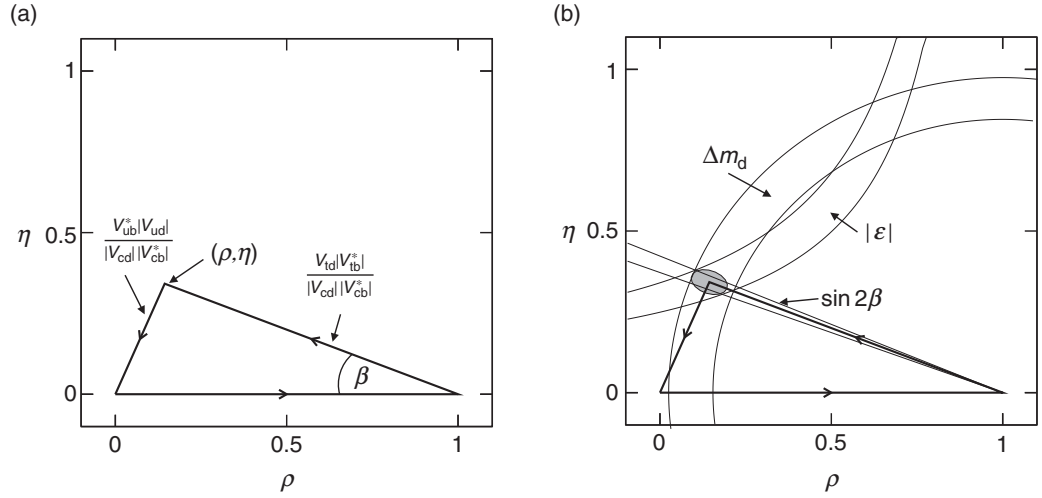 (a)
1
η 0.5
0
V*ub|Vud|
|Vcd||V*cb|
(ρ,η)
Vtd|V*tb|
|Vcd||V*cb|
β
0 0.5 1
ρ
(b)
1
η 0.5
0
Δmd
|ε|
sin 2β
0 0.5 1
ρ